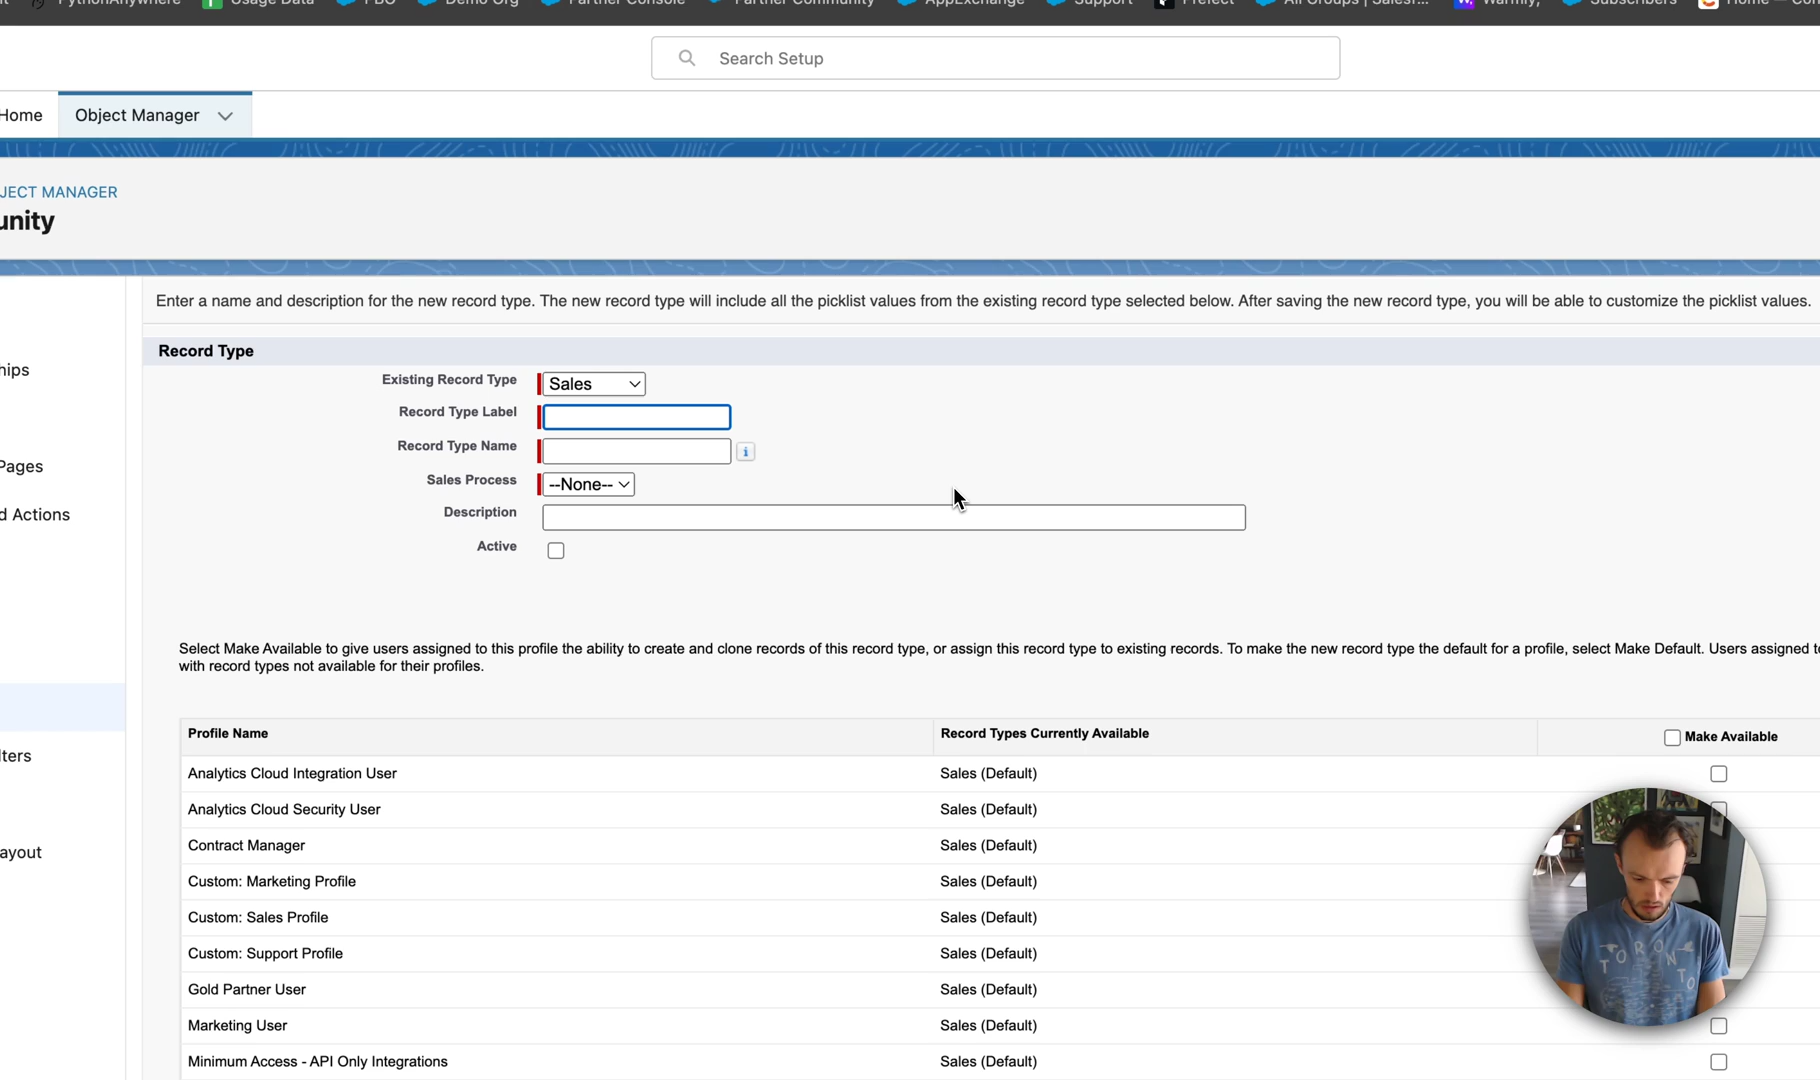 PythonAnywhere Usage Data PBO Demo Org Partner Console Partner Community AppExchange Support Prefect All Groups | Salesf... Warmly, Subscribers
Search Setup
Home Object Manager
JECT MANAGER
unity
Enter a name and description for the new record type. The new record type will include all the picklist values from the existing record type selected below. After saving the new record type, you will be able to customize the picklist values.
Record Type
Existing Record Type Sales
Record Type Label
Record Type Name i
Sales Process --None--
Description
Active
hips
Pages
d Actions
lters
ayout
Select Make Available to give users assigned to this profile the ability to create and clone records of this record type, or assign this record type to existing records. To make the new record type the default for a profile, select Make Default. Users assigned
with record types not available for their profiles.
Profile Name Record Types Currently Available Make Available
Analytics Cloud Integration User Sales (Default)
Analytics Cloud Security User Sales (Default)
Contract Manager Sales (Default)
Custom: Marketing Profile Sales (Default)
Custom: Sales Profile Sales (Default)
Custom: Support Profile Sales (Default)
Gold Partner User Sales (Default)
Marketing User Sales (Default)
Minimum Access - API Only Integrations Sales (Default)
TORONTO